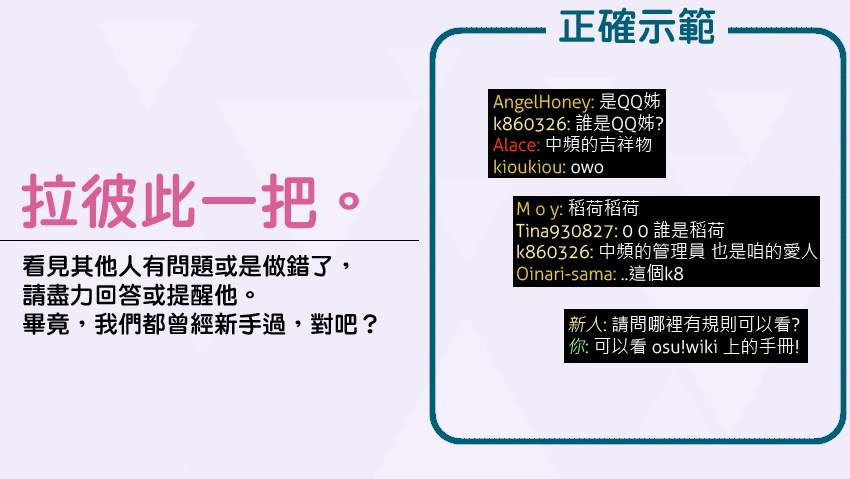 拉彼此一把。
看見其他人有問題或是做錯了，
請盡力回答或提醒他。
畢竟，我們都曾經新手過，對吧？
正確示範
AngelHoney: 是QQ姊
k860326: 誰是QQ姊?
Alace: 中頻的吉祥物
kioukiou: owo
M o y: 稻荷稻荷
Tina930827: 0 0 誰是稻荷
k860326: 中頻的管理員 也是咱的愛人
Oinari-sama: ..這個k8
新人: 請問哪裡有規則可以看?
你: 可以看 osu!wiki 上的手冊!